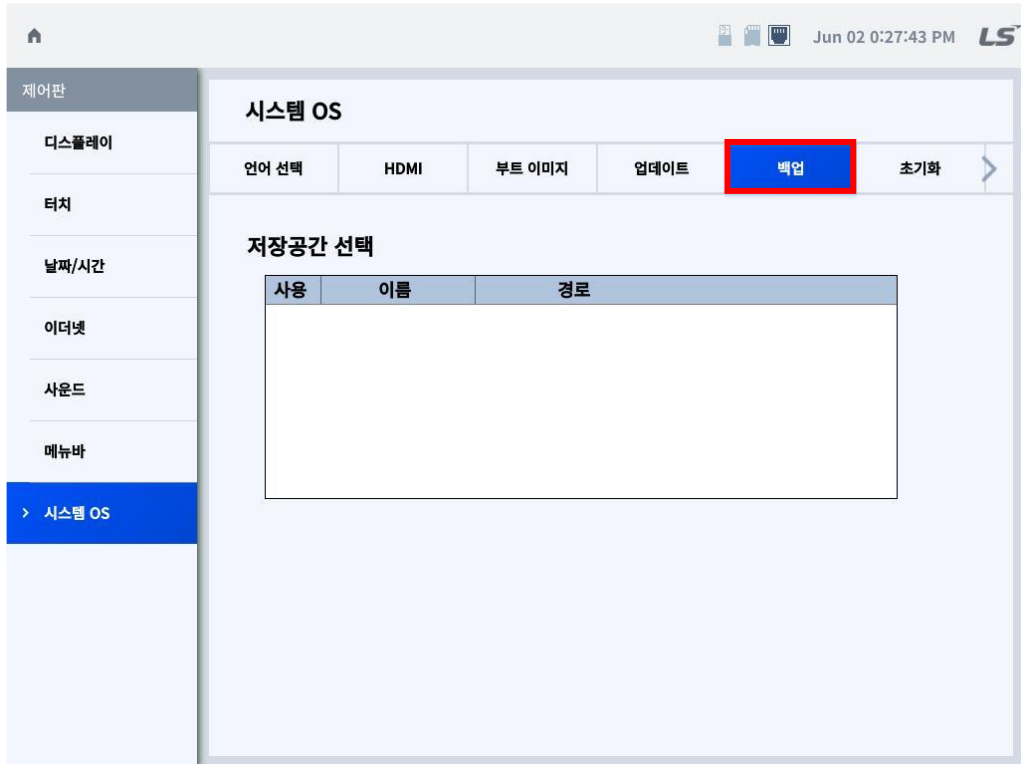 Jun 02 0:27:43 PM LS
제어판
디스플레이
터치
날짜/시간
이더넷
사운드
메뉴바
> 시스템 OS
시스템 OS
언어 선택 HDMI 부트 이미지 업데이트 백업 초기화
저장공간 선택
사용 이름 경로